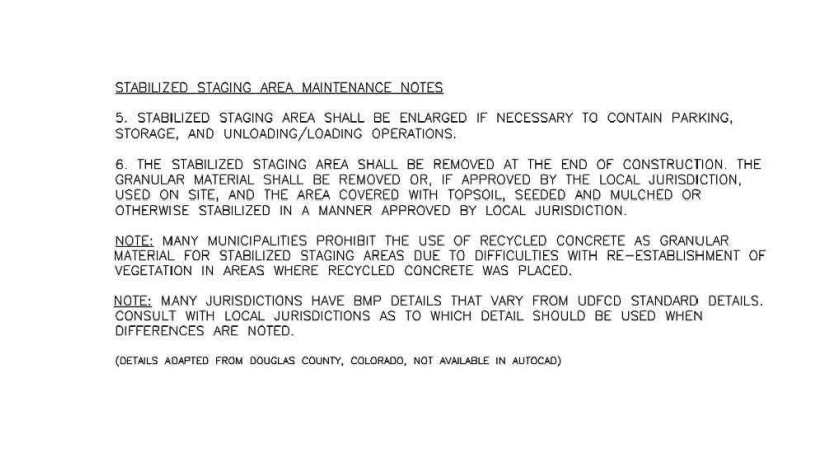 STABILIZED STAGING AREA MAINTENANCE NOTES
5. STABILIZED STAGING AREA SHALL BE ENLARGED IF NECESSARY TO CONTAIN PARKING,
STORAGE, AND UNLOADING/LOADING OPERATIONS.
6. THE STABILIZED STAGING AREA SHALL BE REMOVED AT THE END OF CONSTRUCTION. THE
GRANULAR MATERIAL SHALL BE REMOVED OR, IF APPROVED BY THE LOCAL JURISDICTION,
USED ON SITE, AND THE AREA COVERED WITH TOPSOIL, SEEDED AND MULCHED OR
OTHERWISE STABILIZED IN A MANNER APPROVED BY LOCAL JURISDICTION.
NOTE: MANY MUNICIPALITIES PROHIBIT THE USE OF RECYCLED CONCRETE AS GRANULAR
MATERIAL FOR STABILIZED STAGING AREAS DUE TO DIFFICULTIES WITH RE-ESTABLISHMENT OF
VEGETATION IN AREAS WHERE RECYCLED CONCRETE WAS PLACED.
NOTE: MANY JURISDICTIONS HAVE BMP DETAILS THAT VARY FROM UDFCD STANDARD DETAILS.
CONSULT WITH LOCAL JURISDICTIONS AS TO WHICH DETAIL SHOULD BE USED WHEN
DIFFERENCES ARE NOTED.
(DETAILS ADAPTED FROM DOUGLAS COUNTY, COLORADO, NOT AVAILABLE IN AUTOCAD)